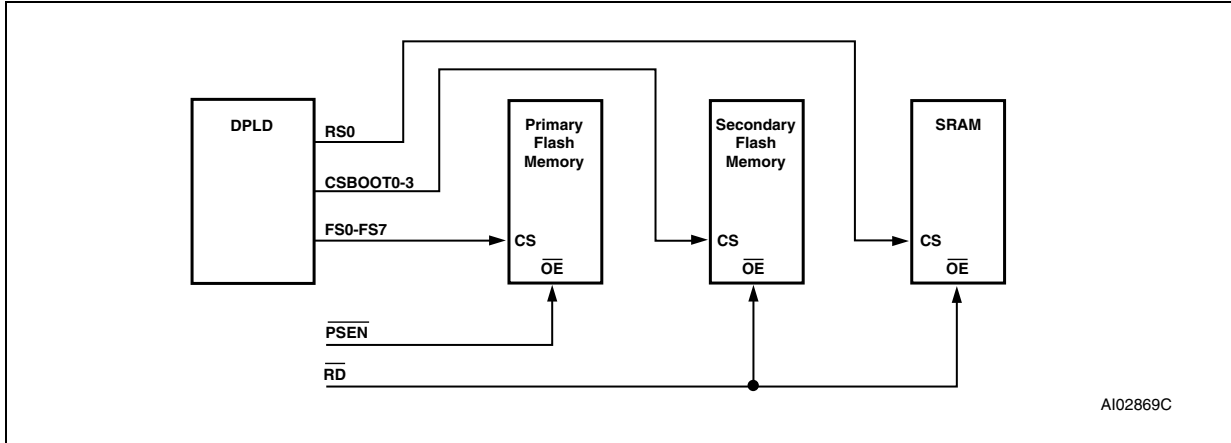 DPLD
RS0
CSBOOT0-3
FS0-FS7
Primary
Flash
Memory
CS
OE
Secondary
Flash
Memory
CS
OE
SRAM
CS
OE
PSEN
RD
AI02869C